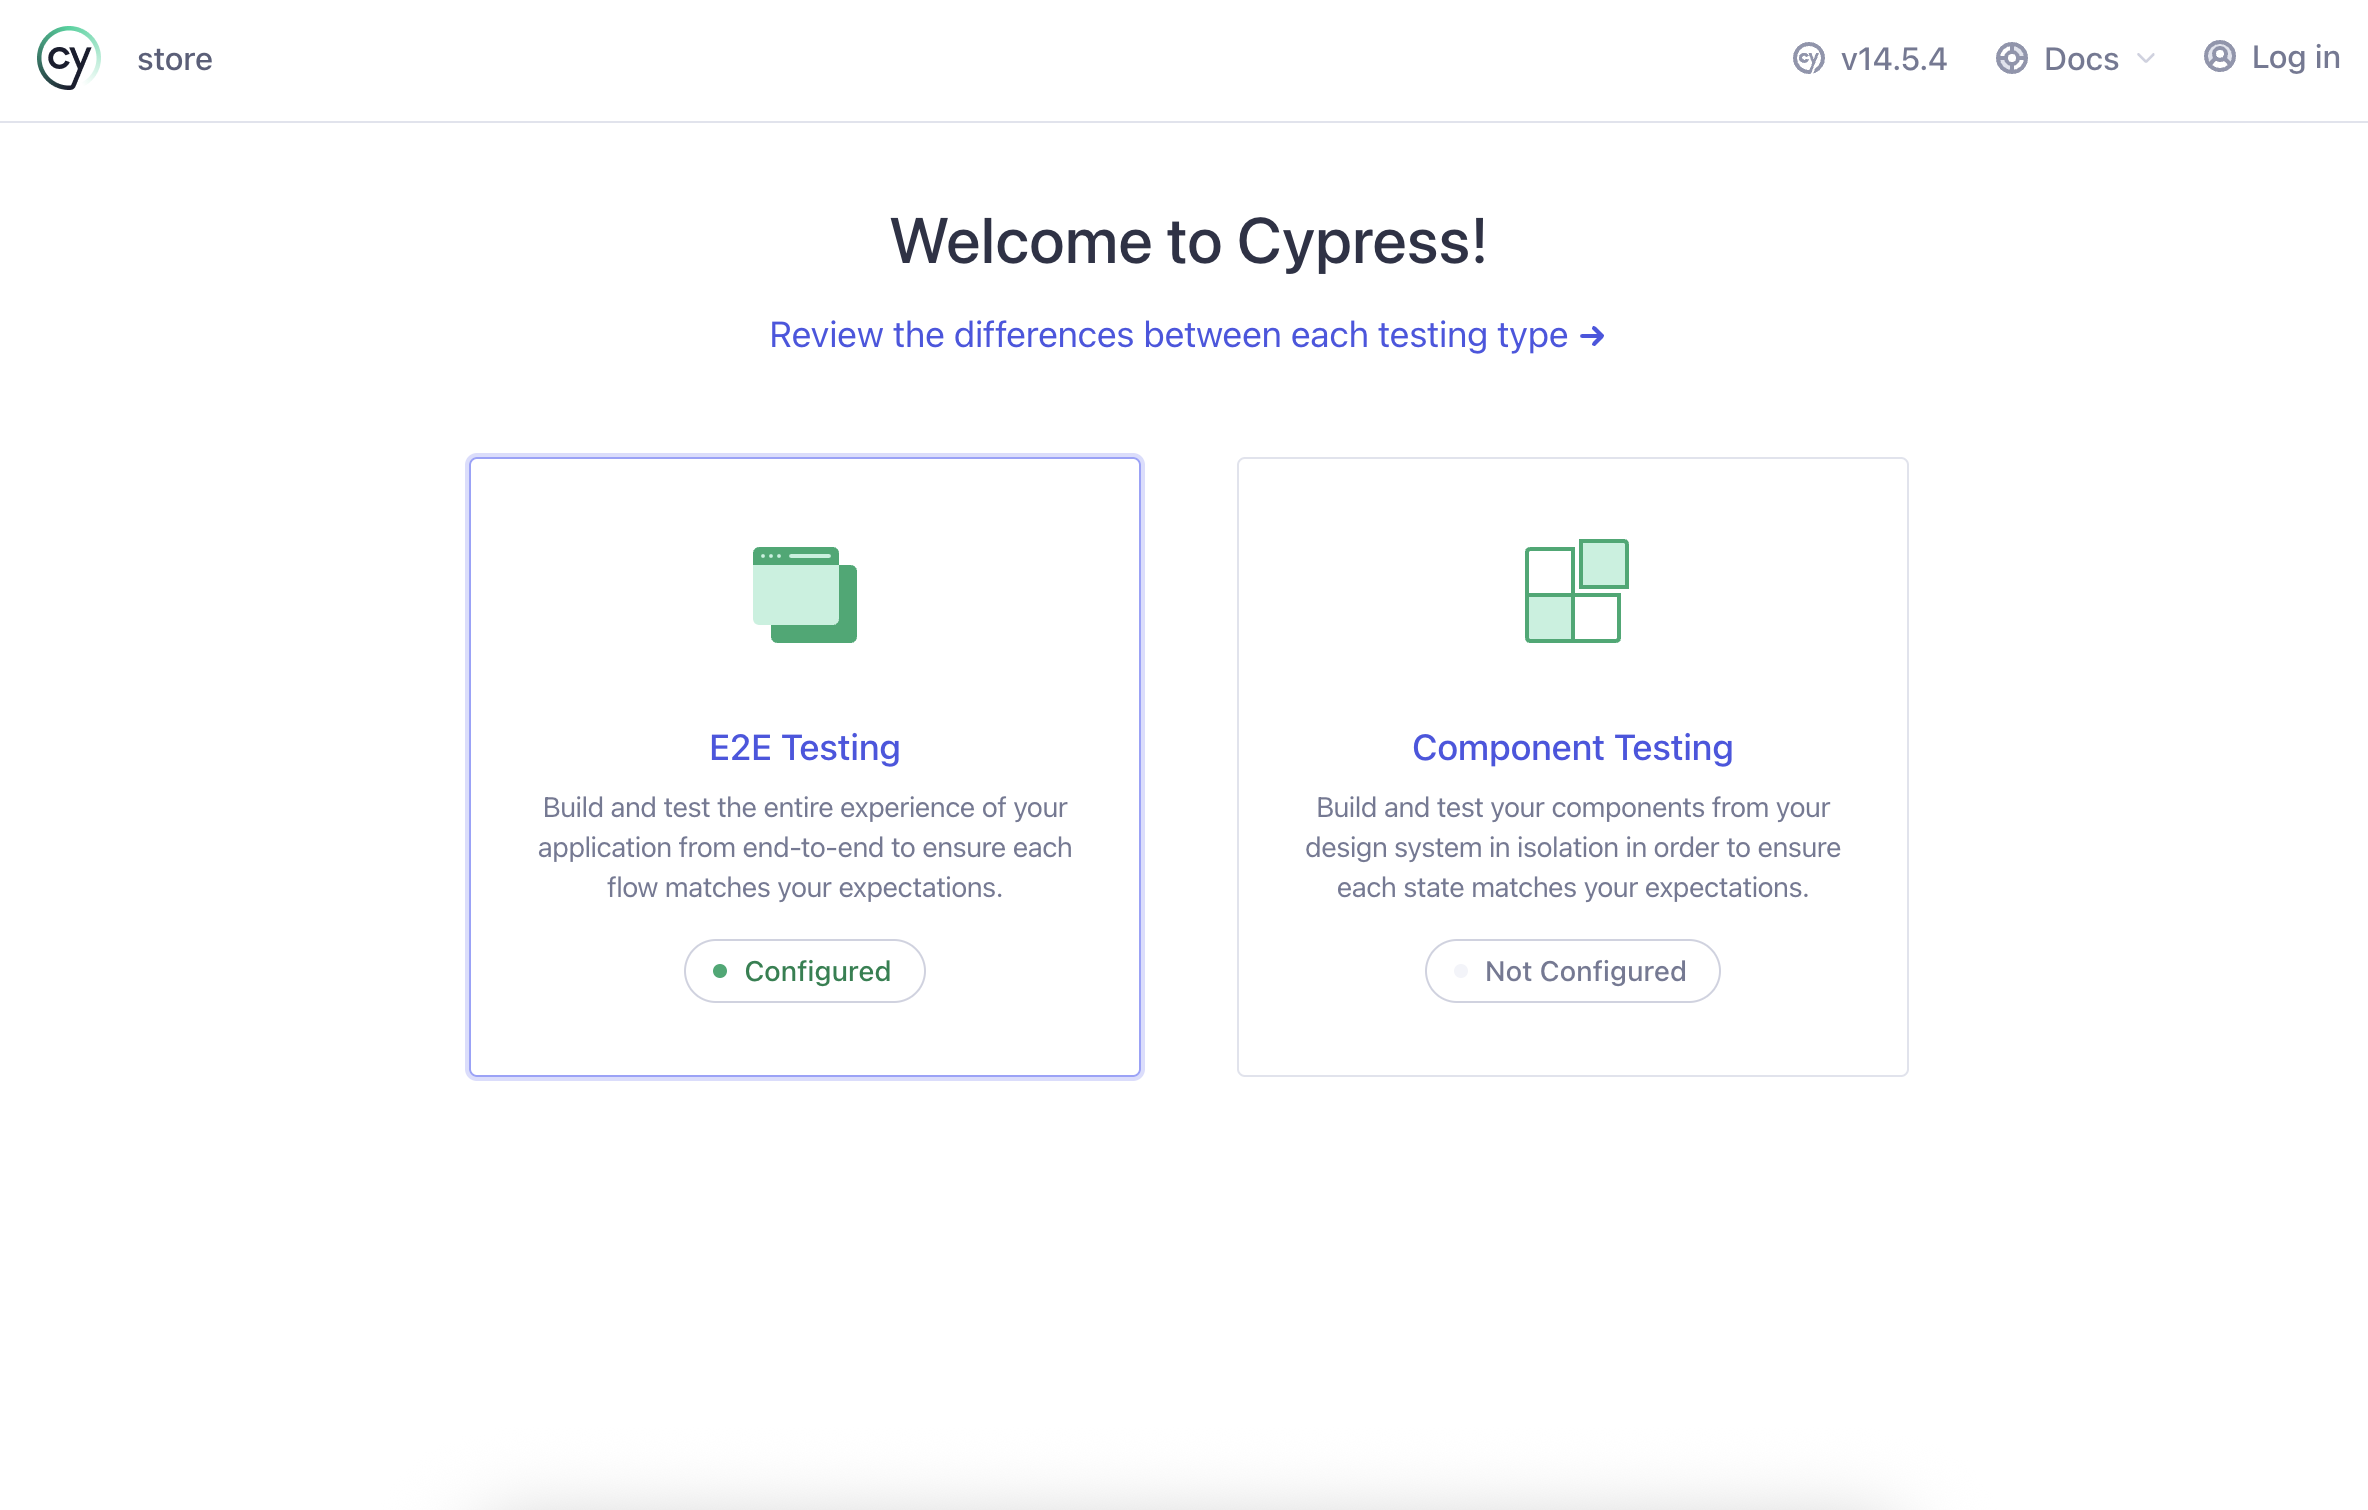 cy store
cy v14.5.4 Docs Log in
Welcome to Cypress!
Review the differences between each testing type →
E2E Testing
Build and test the entire experience of your
application from end-to-end to ensure each
flow matches your expectations.
Configured
Component Testing
Build and test your components from your
design system in isolation in order to ensure
each state matches your expectations.
Not Configured